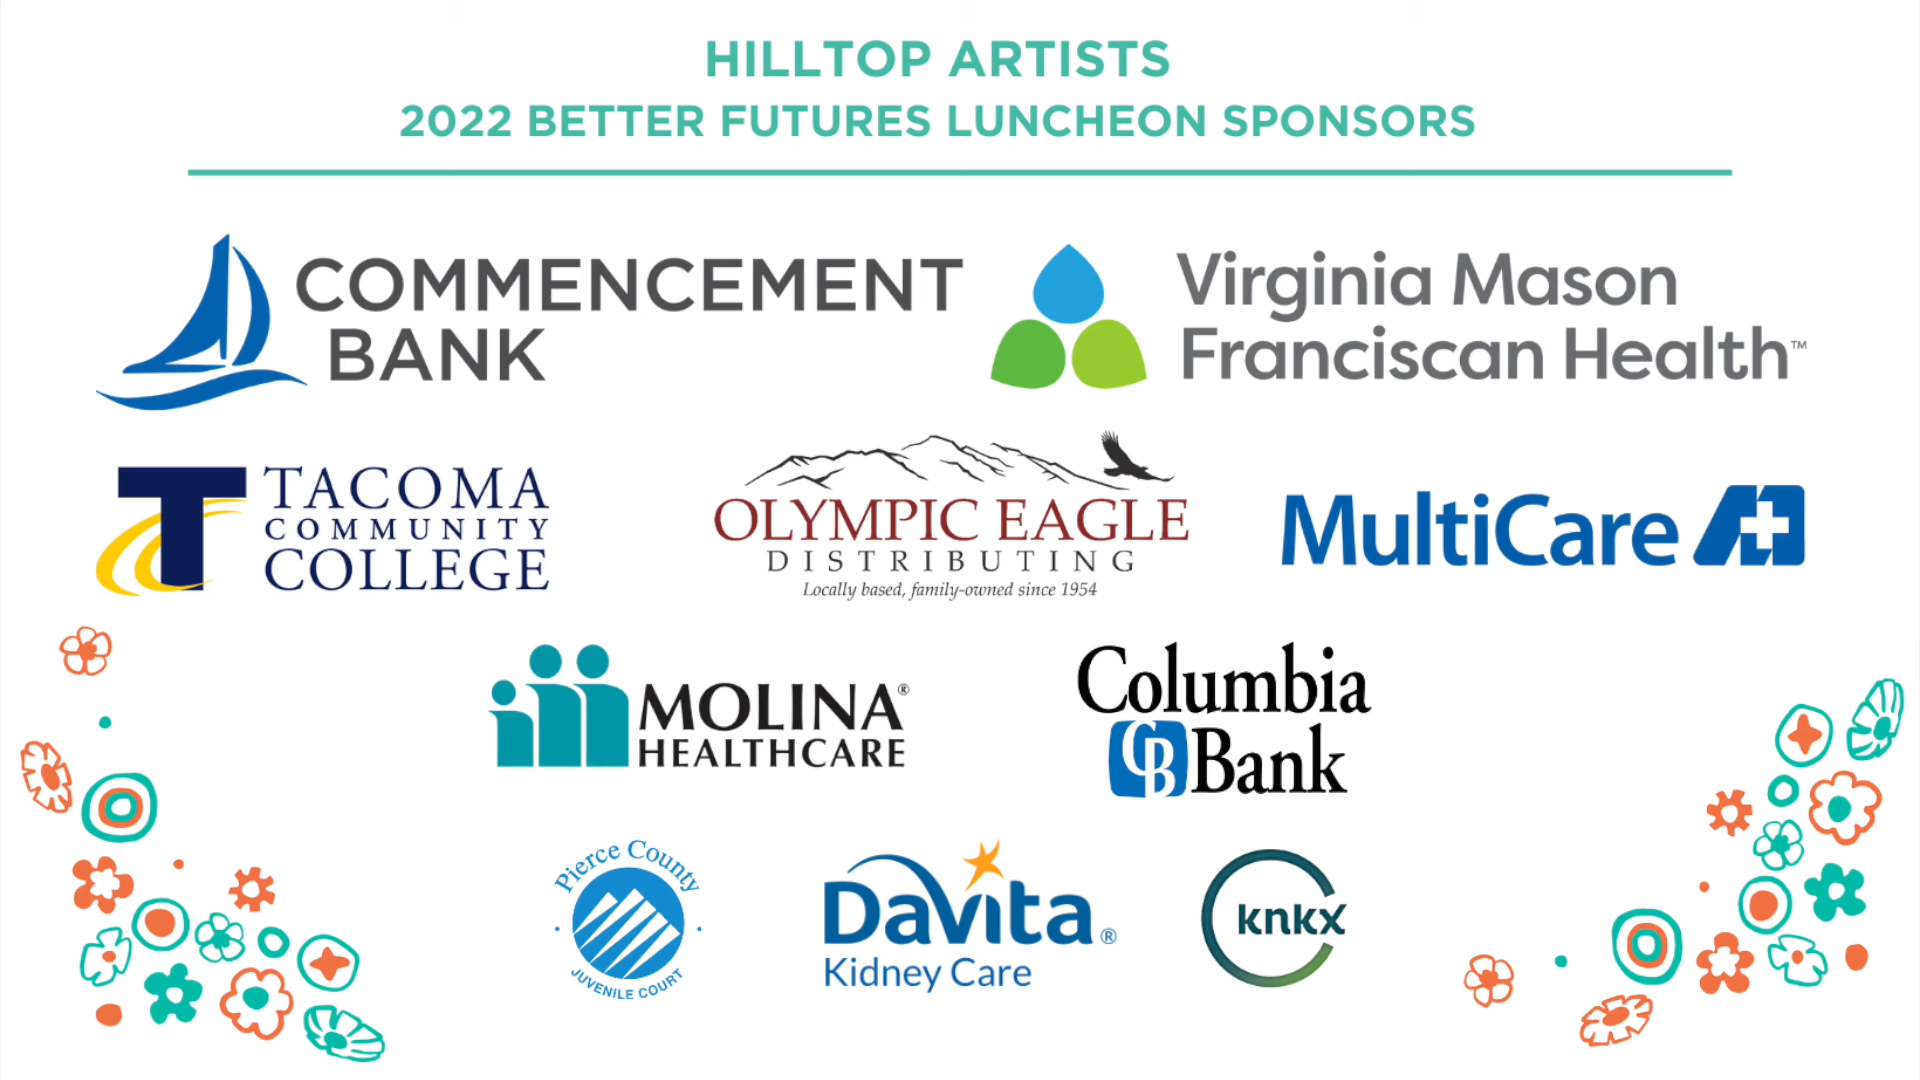 HILLTOP ARTISTS
2022 BETTER FUTURES LUNCHEON SPONSORS
COMMENCEMENT
BANK
Virginia Mason
Franciscan Health™
T TACOMA
COMMUNITY
COLLEGE
OLYMPIC EAGLE
DISTRIBUTING
Locally based, family-owned since 1954
MultiCare
MOLINA®
HEALTHCARE
Columbia
CB Bank
Pierce County
JUVENILE COURT
DaVita®
Kidney Care
knkx